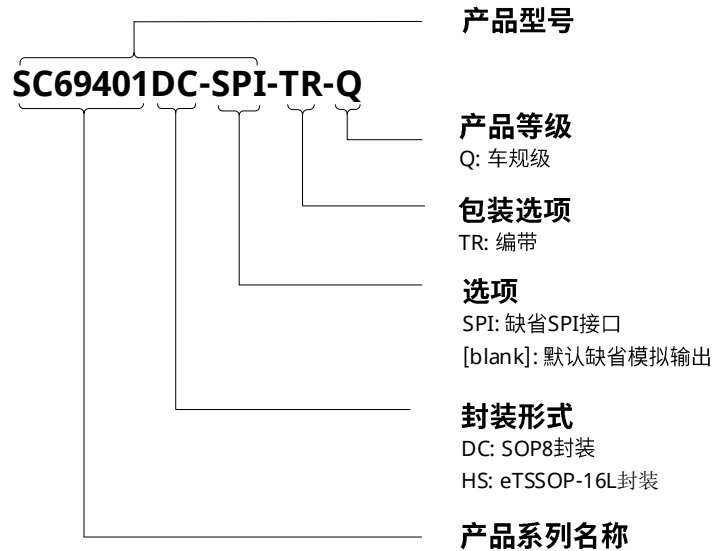 产品型号
SC69401DC-SPI-TR-Q
产品等级
Q: 车规级
包装选项
TR: 编带
选项
SPI: 缺省SPI接口
[blank]: 默认缺省模拟输出
封装形式
DC: SOP8封装
HS: eTSSOP-16L封装
产品系列名称